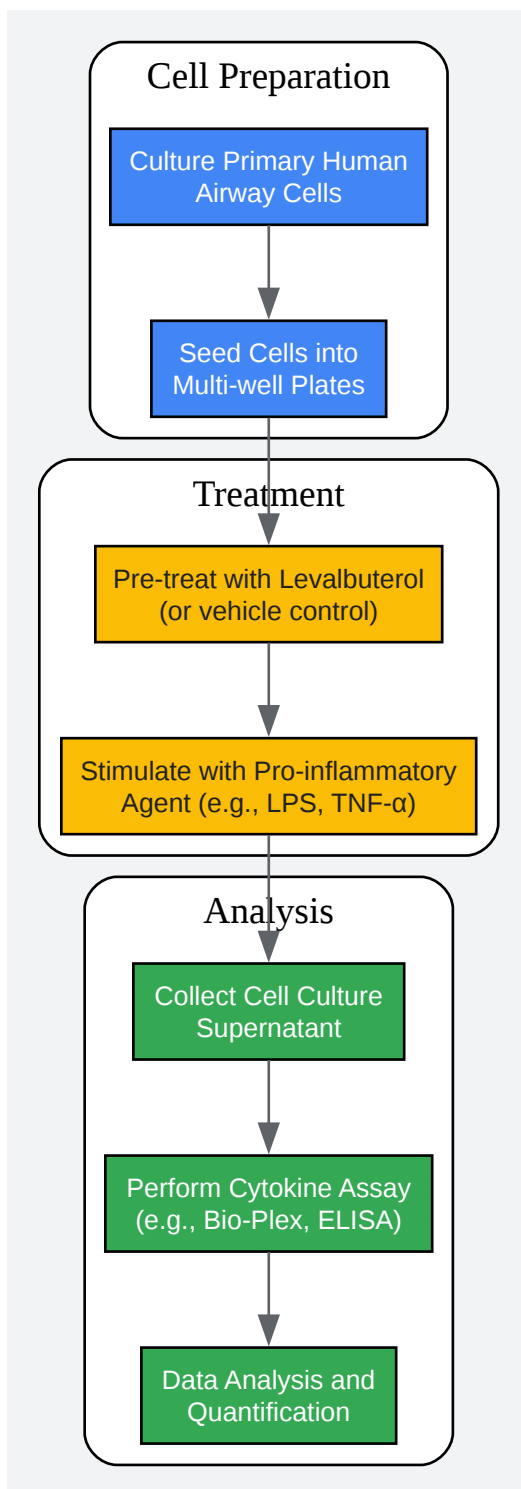 Cell Preparation
Culture Primary Human
Airway Cells
Seed Cells into
Multi-well Plates
Treatment
Pre-treat with Levalbuterol
(or vehicle control)
Stimulate with Pro-inflammatory
Agent (e.g., LPS, TNF-α)
Analysis
Collect Cell Culture
Supernatant
Perform Cytokine Assay
(e.g., Bio-Plex, ELISA)
Data Analysis and
Quantification